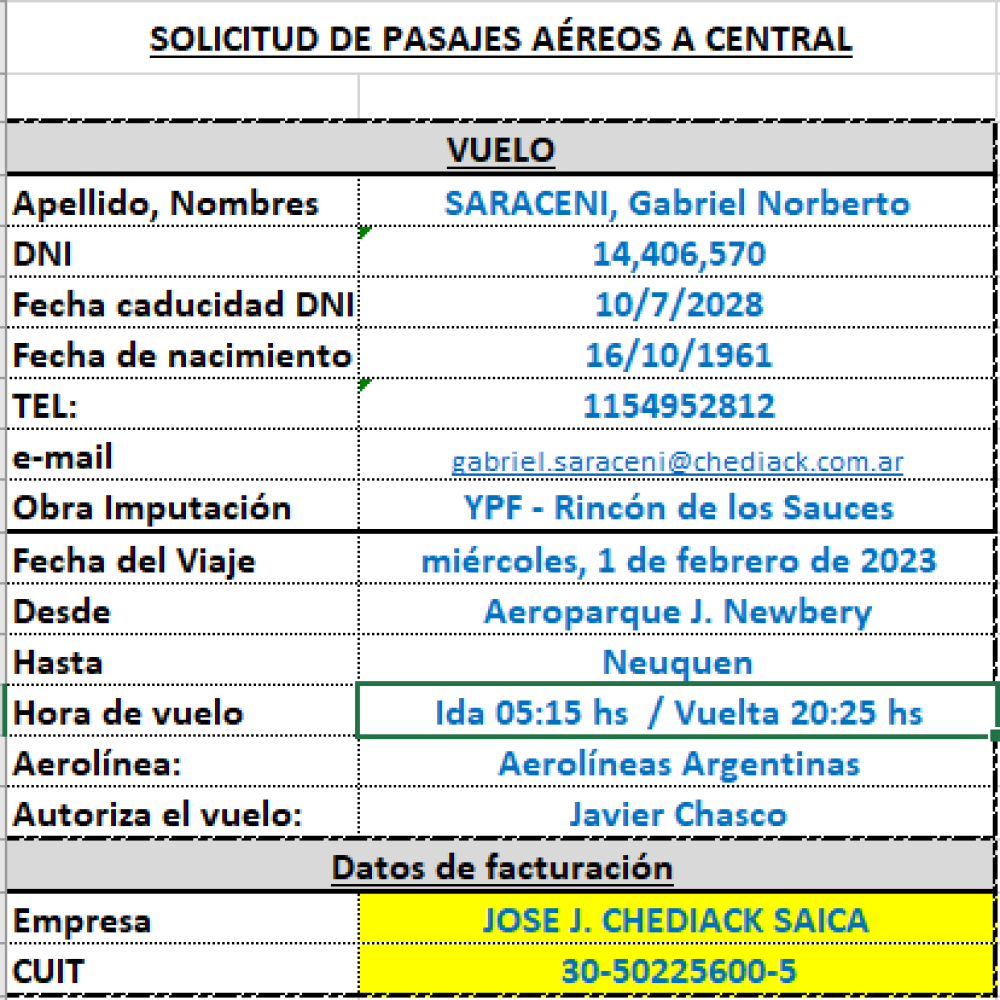 SOLICITUD DE PASAJES AÉREOS A CENTRAL
VUELO
Apellido, Nombres SARACENI, Gabriel Norberto
DNI 14,406,570
Fecha caducidad DNI 10/7/2028
Fecha de nacimiento 16/10/1961
TEL: 1154952812
e-mail gabriel.saraceni@chediack.com.ar
Obra Imputación YPF - Rincón de los Sauces
Fecha del Viaje miércoles, 1 de febrero de 2023
Desde Aeroparque J. Newbery
Hasta Neuquen
Hora de vuelo Ida 05:15 hs / Vuelta 20:25 hs
Aerolínea: Aerolíneas Argentinas
Autoriza el vuelo: Javier Chasco
Datos de facturación
Empresa JOSE J. CHEDIACK SAICA
CUIT 30-50225600-5